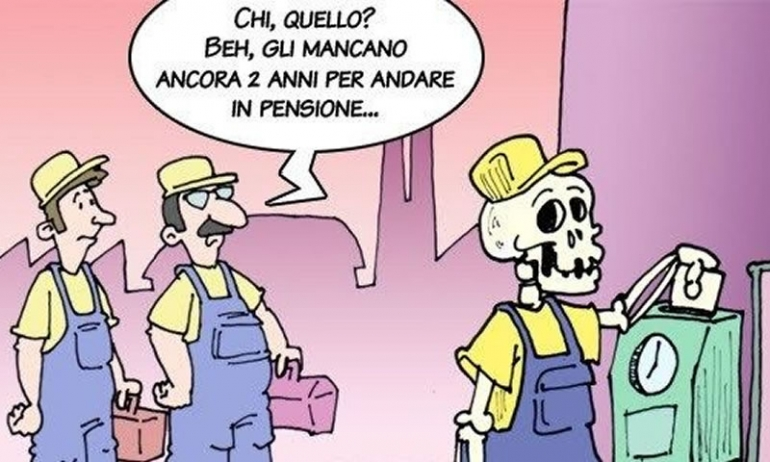 CHI, QUELLO?
BEH, GLI MANCANO
ANCORA 2 ANNI PER ANDARE
IN PENSIONE...